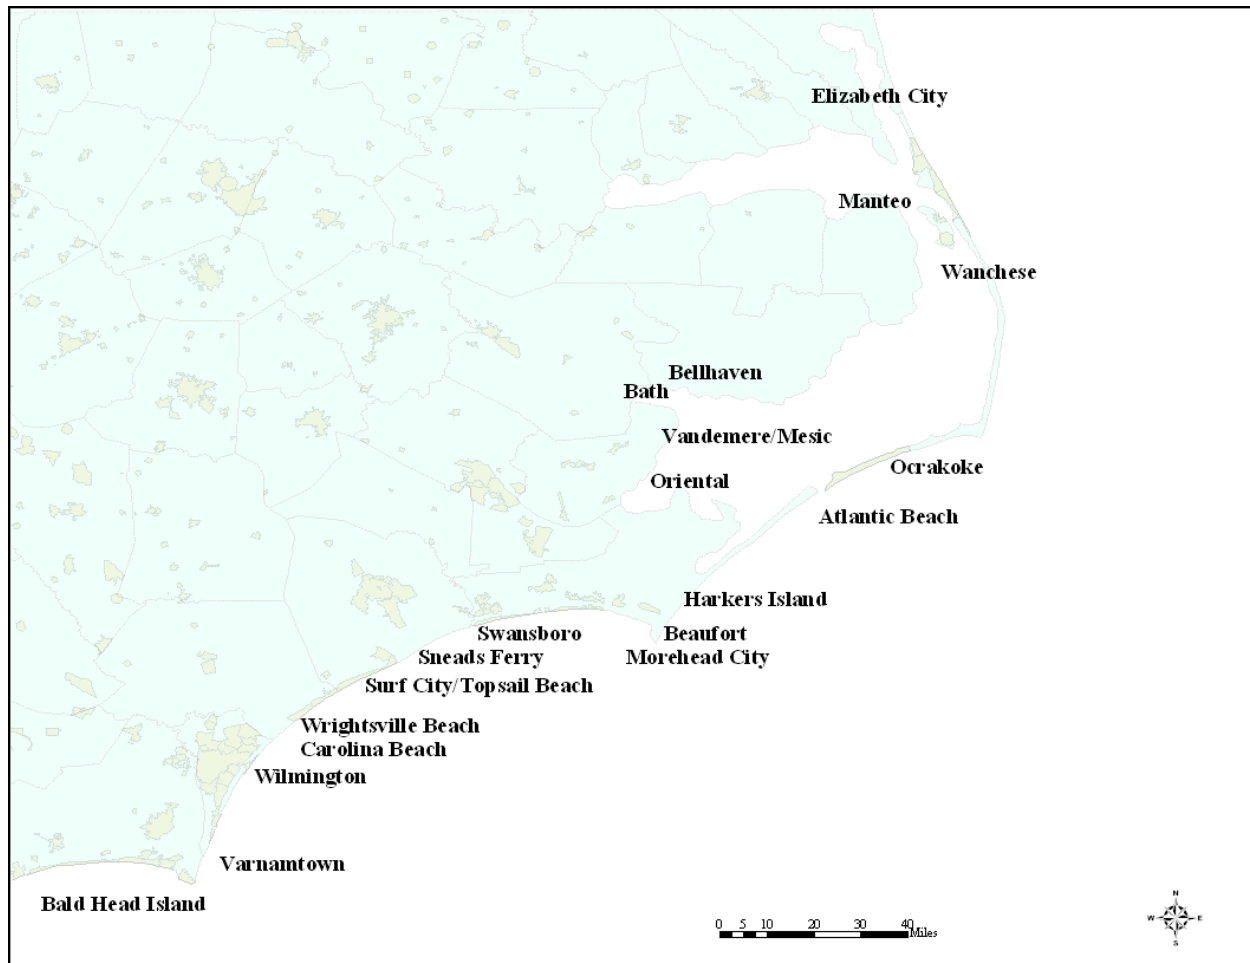 Elizabeth City
Manteo
Wanchese
Bellhaven
Bath
Vandemere/Mesic
Ocrakoke
Oriental
Atlantic Beach
Harkers Island
Swansboro
Beaufort
Sneads Ferry
Morehead City
Surf City/Topsail Beach
Wrightsville Beach
Carolina Beach
Wilmington
Varnamtown
Bald Head Island
N
W E
S
0 5 10 20 30 40
Miles